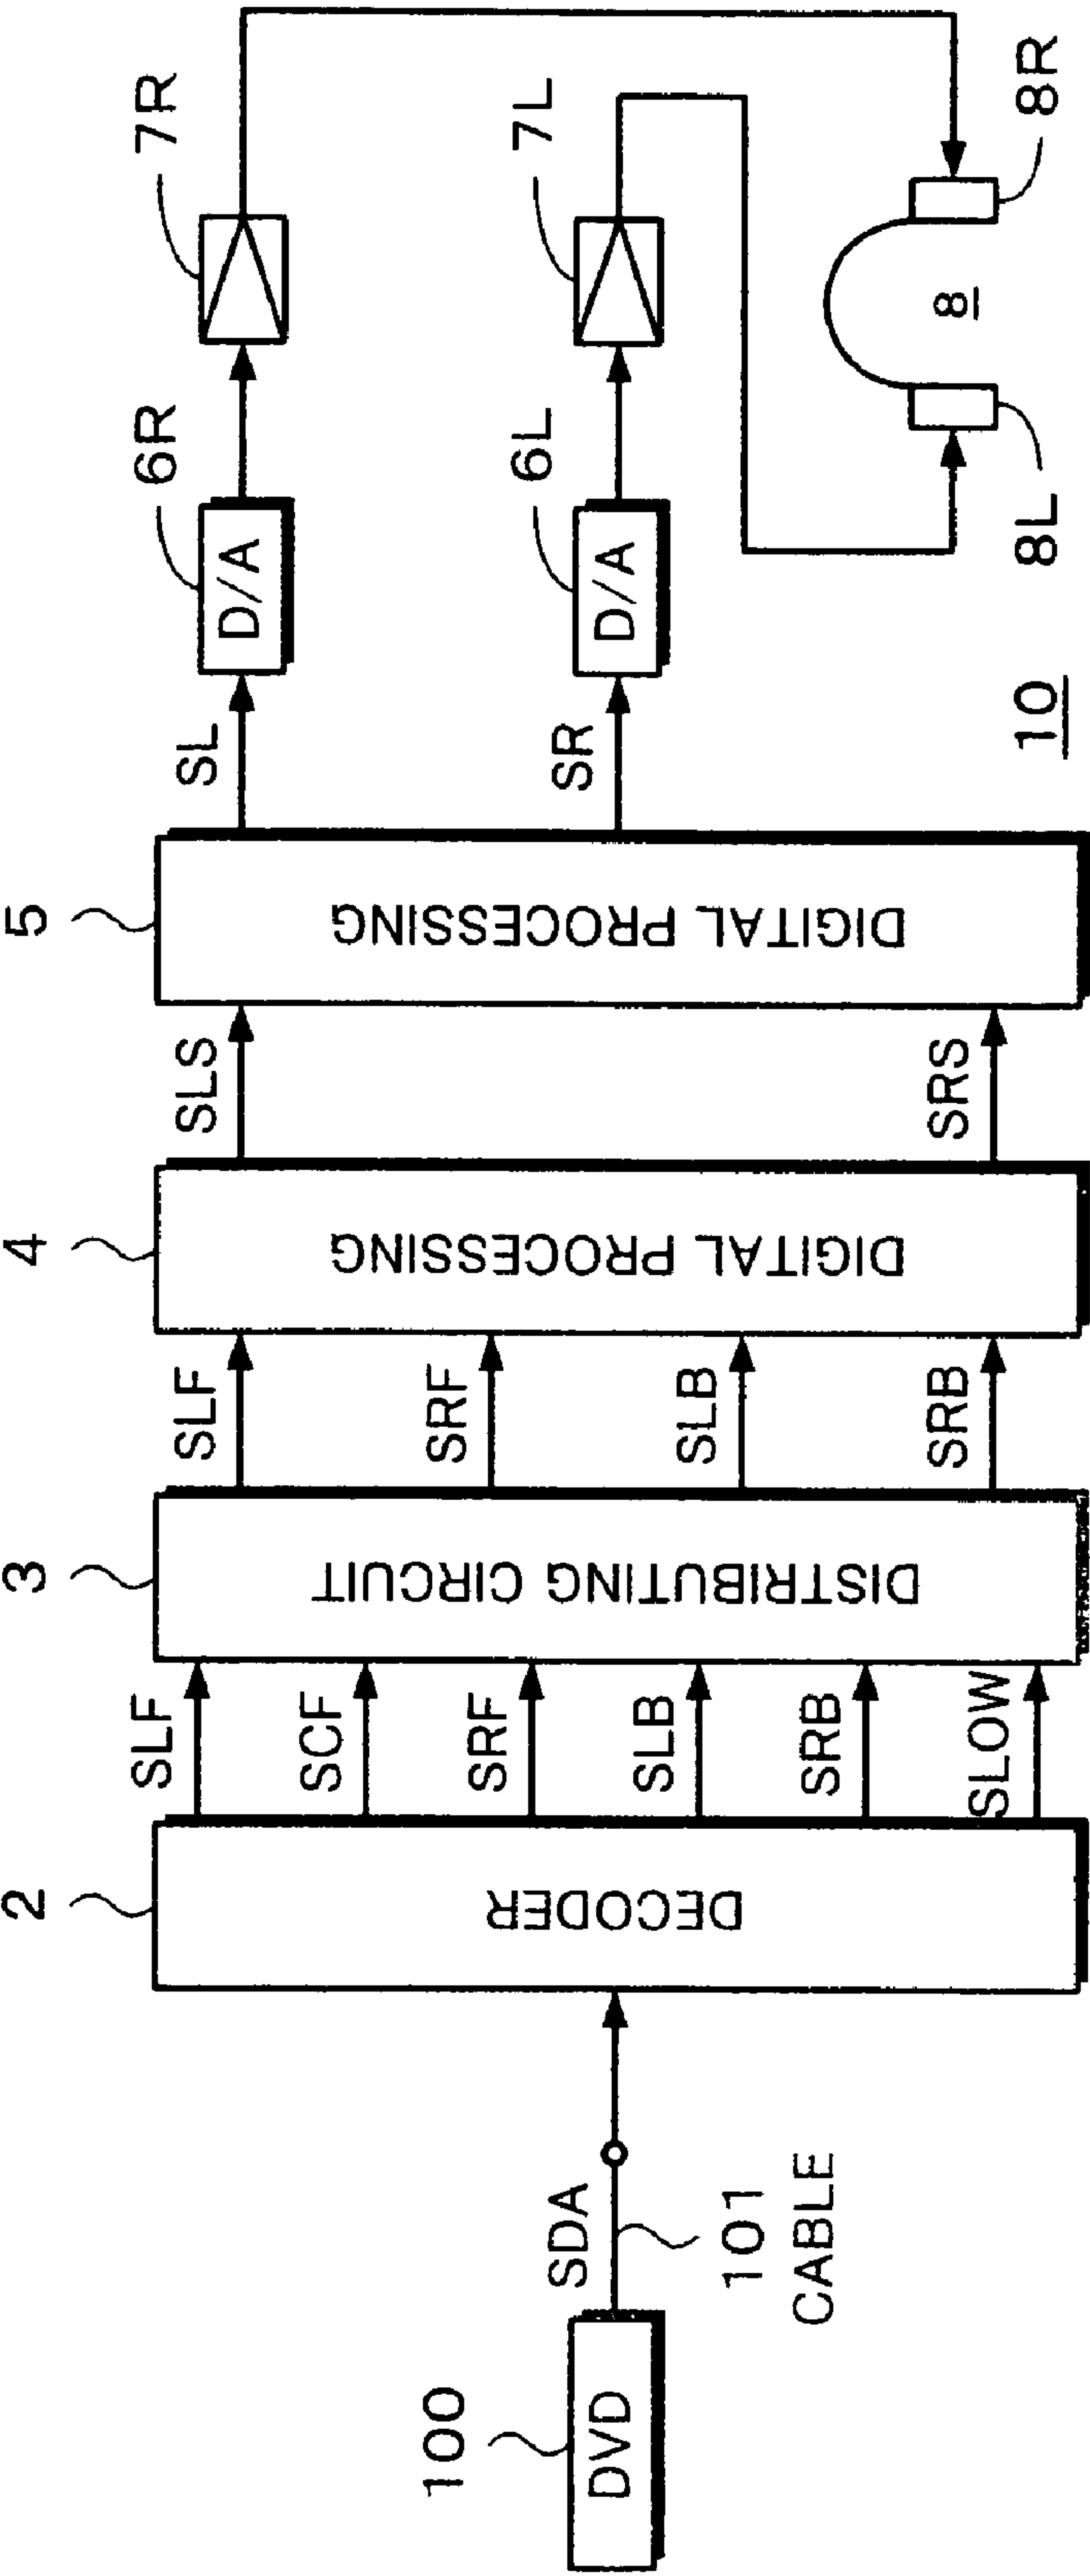 100
DVD
SDA
101
CABLE
2
DECODER
SLF
SCF
SRF
SLB
SRB
SLOW
3
DISTRIBUTING CIRCUIT
SLF
SRF
SLB
SRB
4
DIGITAL PROCESSING
SLS
SRS
5
DIGITAL PROCESSING
SL
SR
6R
D/A
6L
D/A
7R
7L
8L
8
8R
10